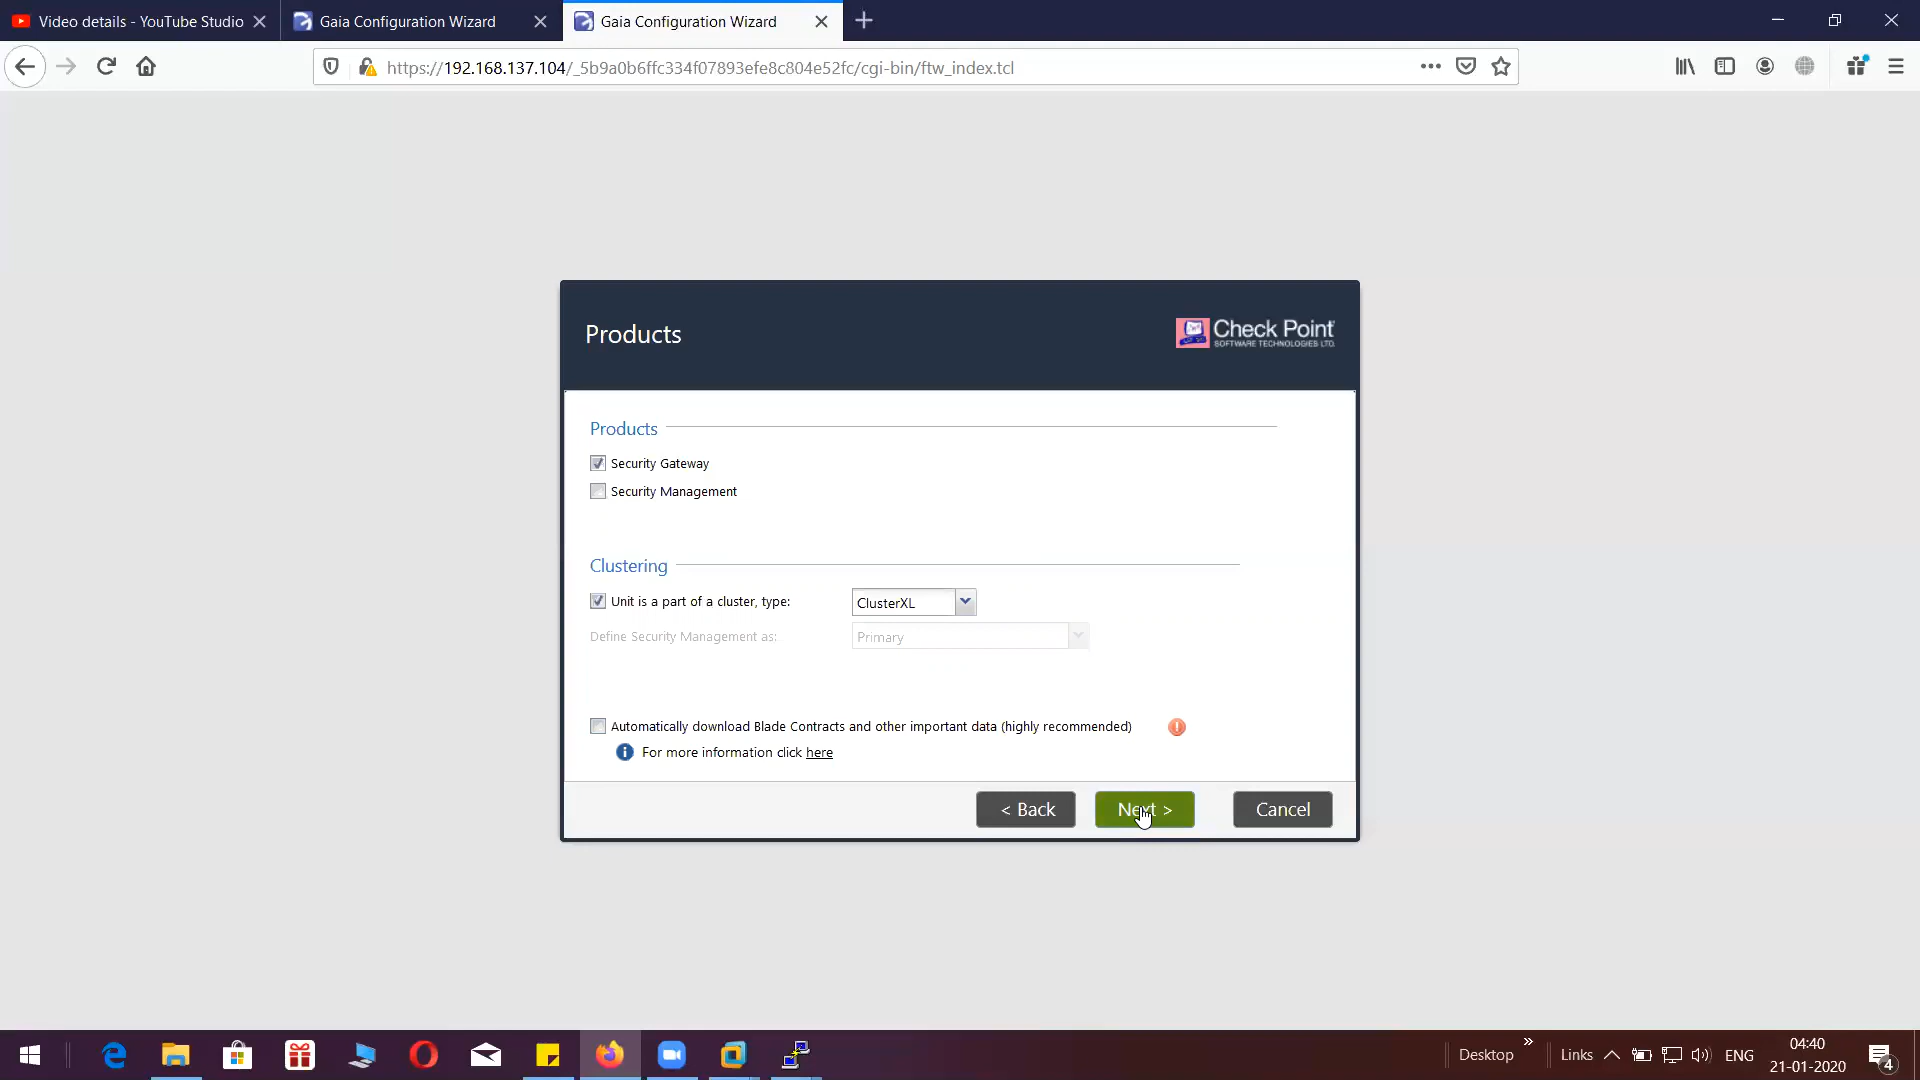 Video details - YouTube Studio
Gaia Configuration Wizard
Gaia Configuration Wizard
https://192.168.137.104/_5b9a0b6ffc334f07893efe8c804e52fc/cgi-bin/ftw_index.tcl
Products
Check Point
SOFTWARE TECHNOLOGIES LTD.
Products
Security Gateway
Security Management
Clustering
Unit is a part of a cluster, type:
ClusterXL
Define Security Management as:
Primary
Automatically download Blade Contracts and other important data (highly recommended)
For more information click here
< Back
Next >
Cancel
Desktop
Links
ENG
04:40
21-01-2020
4